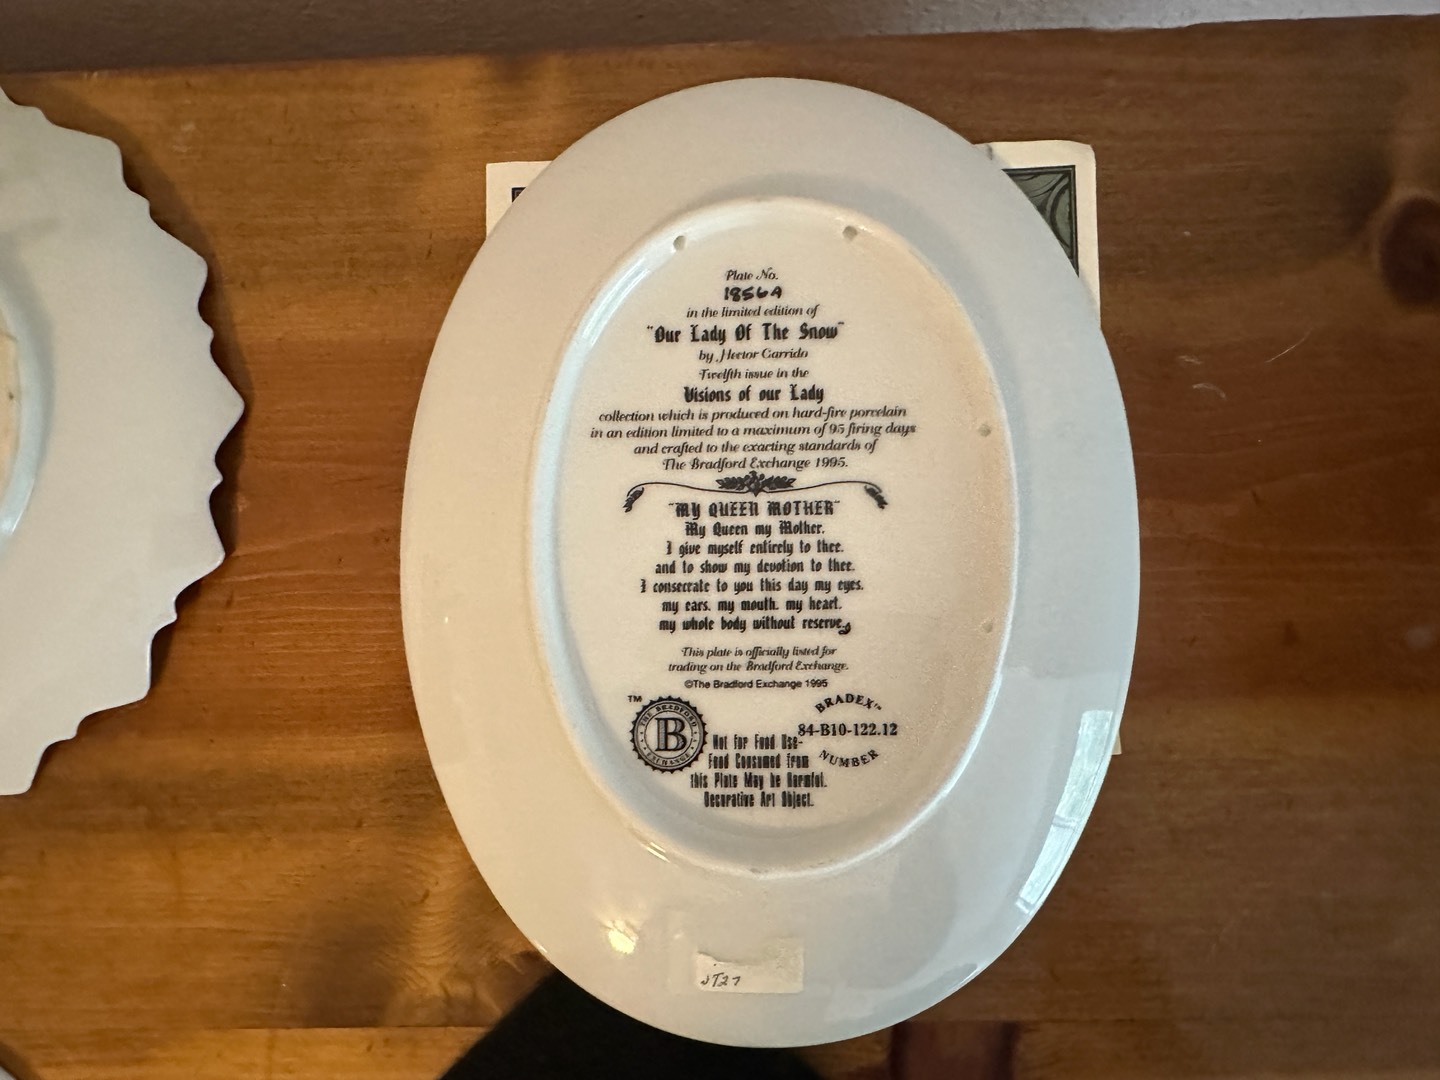 Plate No.
1856A
in the limited edition of
"Our Lady Of The Snow"
by Hector Garrido
Twelfth issue in the
Visions of our Lady
collection which is produced on hard-fire porcelain
in an edition limited to a maximum of 95 firing days
and crafted to the exacting standards of
The Bradford Exchange 1995.
"MY QUEEN MOTHER"
My Queen my Mother.
I give myself entirely to thee.
and to show my devotion to thee.
I consecrate to you this day my eyes.
my ears. my mouth. my heart.
my whole body without reserve.
This plate is officially listed for
trading on the Bradford Exchange.
©The Bradford Exchange 1995
TM
THE BRADFORD
B
EXCHANGE
BRADEX™
84-B10-122.12
NUMBER
Not For Food Use-
Food Consumed From
this Plate May be Harmful.
Decorative Art Object.
JT27